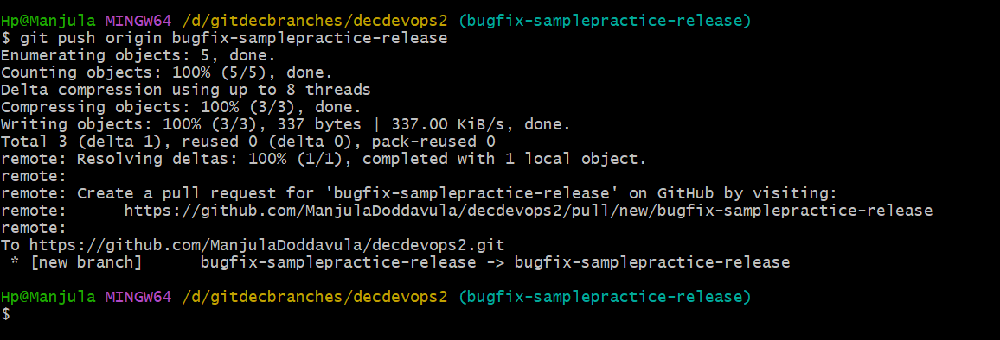 Hp@Manjula MINGW64 /d/gitdecbranches/decdevops2 (bugfix-samplepractice-release)
$ git push origin bugfix-samplepractice-release
Enumerating objects: 5, done.
Counting objects: 100% (5/5), done.
Delta compression using up to 8 threads
Compressing objects: 100% (3/3), done.
Writing objects: 100% (3/3), 337 bytes | 337.00 KiB/s, done.
Total 3 (delta 1), reused 0 (delta 0), pack-reused 0
remote: Resolving deltas: 100% (1/1), completed with 1 local object.
remote:
remote: Create a pull request for 'bugfix-samplepractice-release' on GitHub by visiting:
remote:      https://github.com/ManjulaDoddavula/decdevops2/pull/new/bugfix-samplepractice-release
remote:
To https://github.com/ManjulaDoddavula/decdevops2.git
 * [new branch]      bugfix-samplepractice-release -> bugfix-samplepractice-release
Hp@Manjula MINGW64 /d/gitdecbranches/decdevops2 (bugfix-samplepractice-release)
$